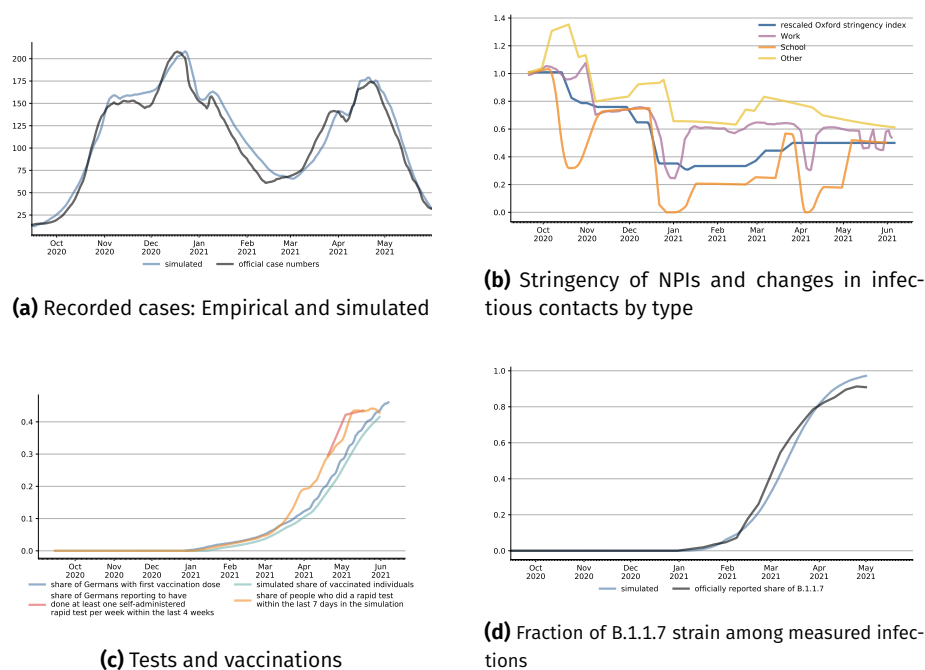 200
175
150
125
100
75
50
25
Oct Nov Dec Jan Feb Mar Apr May
2020 2020 2020 2021 2021 2021 2021 2021
simulated official case numbers
(a) Recorded cases: Empirical and simulated
1.4
1.2
1.0
0.8
0.6
0.4
0.2
0.0
rescaled Oxford stringency index
Work
School
Other
Oct Nov Dec Jan Feb Mar Apr May Jun
2020 2020 2020 2021 2021 2021 2021 2021 2021
(b) Stringency of NPIs and changes in infec-
tious contacts by type
0.4
0.3
0.2
0.1
0.0
Oct Nov Dec Jan Feb Mar Apr May Jun
2020 2020 2020 2021 2021 2021 2021 2021 2021
share of Germans with first vaccination dose
share of Germans reporting to have
done at least one self-administered
rapid test per week within the last 4 weeks
simulated share of vaccinated individuals
share of people who did a rapid test
within the last 7 days in the simulation
(c) Tests and vaccinations
1.0
0.8
0.6
0.4
0.2
0.0
Oct Nov Dec Jan Feb Mar Apr May
2020 2020 2020 2021 2021 2021 2021 2021
simulated officially reported share of B.1.1.7
(d) Fraction of B.1.1.7 strain among measured infec-
tions